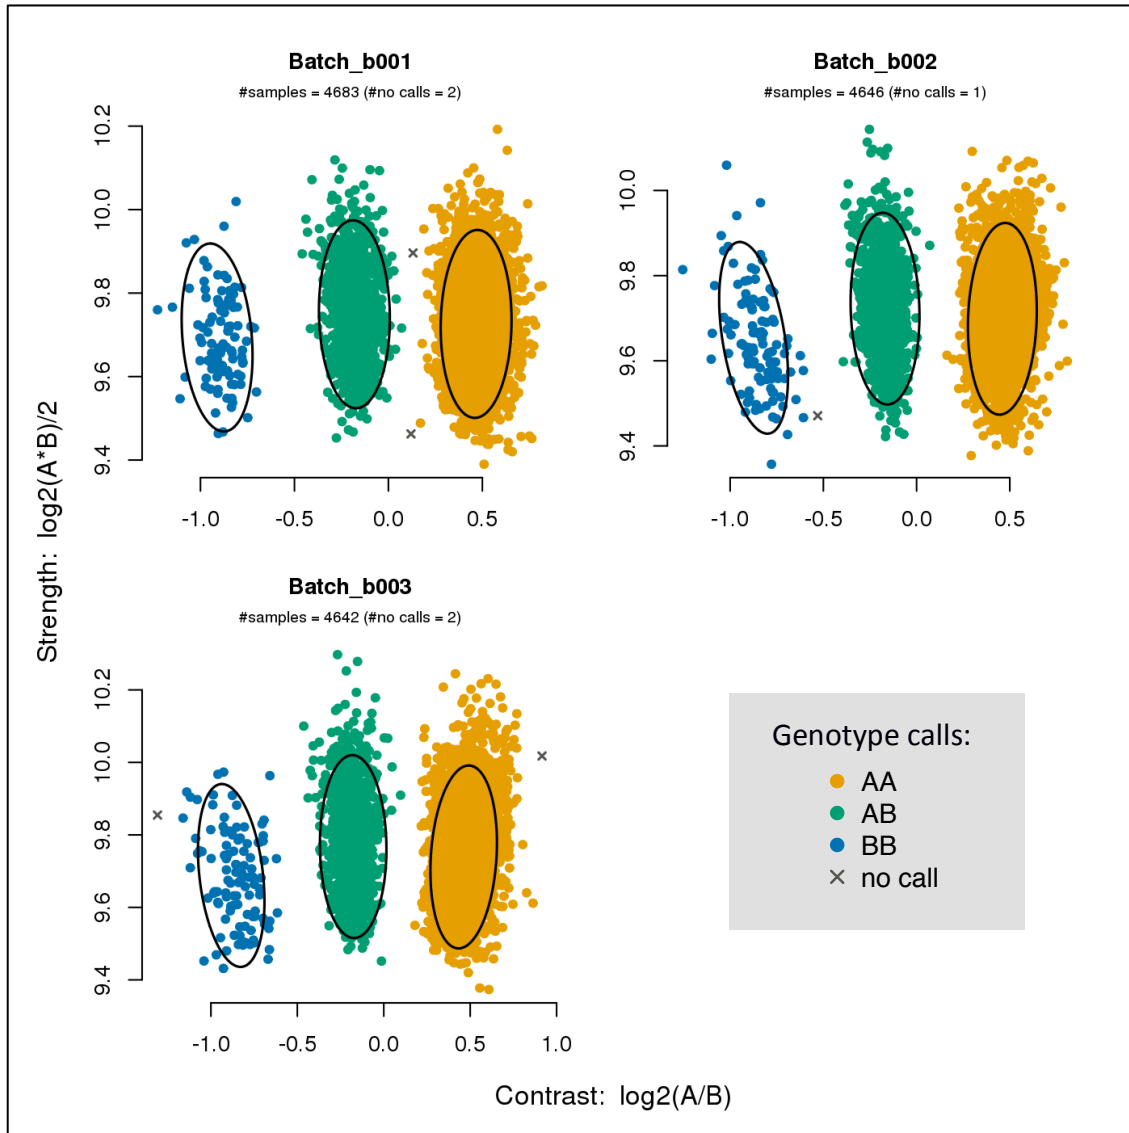 Batch_b001
#samples = 4683 (#no calls = 2)
9.4 9.6 9.8 10.0 10.2
-1.0 -0.5 0.0 0.5
Batch_b002
#samples = 4646 (#no calls = 1)
9.4 9.6 9.8 10.0
-1.0 -0.5 0.0 0.5
Strength: log2(A*B)/2
Batch_b003
#samples = 4642 (#no calls = 2)
9.4 9.6 9.8 10.0 10.2
-1.0 -0.5 0.0 0.5 1.0
Genotype calls:
AA
AB
BB
no call
Contrast: log2(A/B)